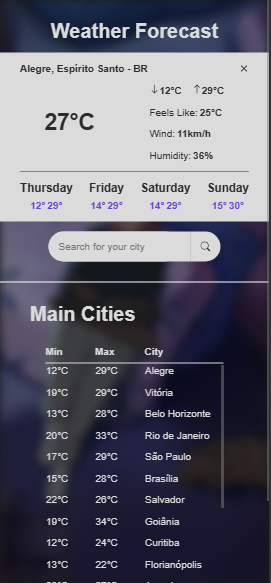 Weather Forecast
Alegre, Espírito Santo - BR ×
↓12°C ↑29°C
27°C
Feels Like: 25°C
Wind: 11km/h
Humidity: 36%
Thursday Friday Saturday Sunday
12° 29° 14° 29° 14° 29° 15° 30°
Search for your city
Main Cities
Min Max City
12°C 29°C Alegre
19°C 29°C Vitória
13°C 28°C Belo Horizonte
20°C 33°C Rio de Janeiro
17°C 29°C São Paulo
15°C 28°C Brasília
22°C 26°C Salvador
19°C 34°C Goiânia
12°C 24°C Curitiba
13°C 22°C Florianópolis